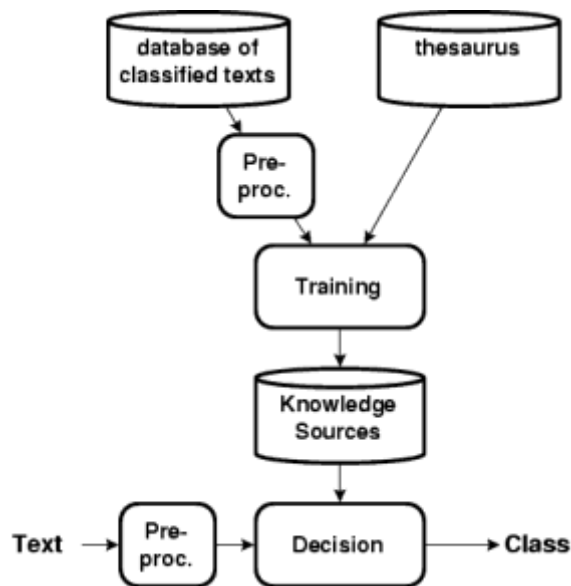 database of
classified texts
thesaurus
Pre-
proc.
Training
Knowledge
Sources
Text
Pre-
proc.
Decision
Class